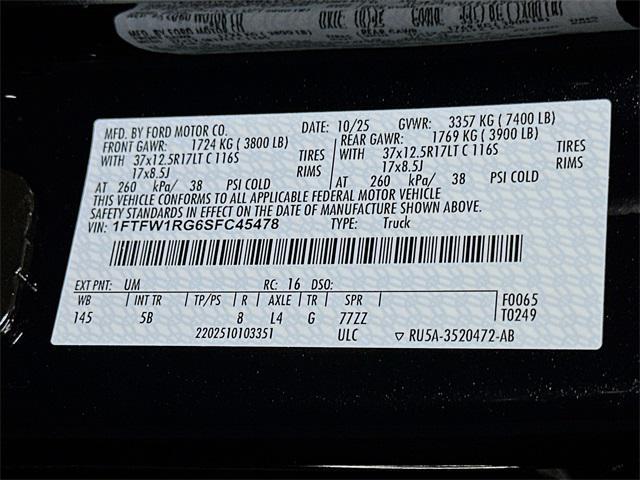 MFD. BY FORD MOTOR CO. DATE: 10/25 GVWR: 3357 KG ( 7400 LB)
FRONT GAWR: 1724 KG ( 3800 LB) REAR GAWR: 1769 KG ( 3900 LB)
WITH 37x12.5R17LT C 116S TIRES WITH 37x12.5R17LT C 116S TIRES
17x8.5J RIMS 17x8.5J RIMS
AT 260 kPa/ 38 PSI COLD AT 260 kPa/ 38 PSI COLD
THIS VEHICLE CONFORMS TO ALL APPLICABLE FEDERAL MOTOR VEHICLE
SAFETY STANDARDS IN EFFECT ON THE DATE OF MANUFACTURE SHOWN ABOVE.
VIN: 1FTFW1RG6SFC45478 TYPE: Truck
EXT PNT: UM RC: 16 DSO:
WB INT TR TP/PS R AXLE TR SPR F0065
145 5B 8 L4 G 77ZZ T0249
2202510103351 ULC ▽ RU5A-3520472-AB